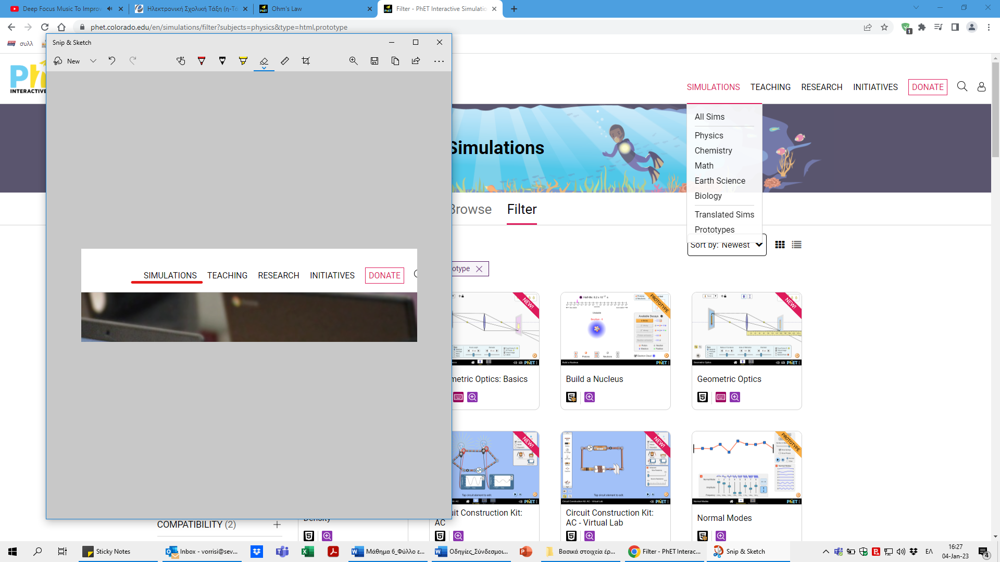 Deep Focus Music To Improv
Ηλεκτρονική Σχολική Τάξη (η-Τά
Ohm's Law
Filter - PhET Interactive Simulatio
phet.colorado.edu/en/simulations/filter?subjects=physics&type=html,prototype
συλλ
Snip & Sketch
New
INTERACTIVE
SIMULATIONS TEACHING RESEARCH INITIATIVES DONATE
All Sims
Physics
Chemistry
Math
Earth Science
Biology
Translated Sims
Prototypes
Simulations
Browse Filter
Sort by: Newest
otype
SIMULATIONS TEACHING RESEARCH INITIATIVES DONATE
NEW!
PROTOTYPE
NEW!
metric Optics: Basics
Build a Nucleus
Geometric Optics
NEW!
NEW!
PROTOTYPE
uit Construction Kit:
AC
Circuit Construction Kit:
AC - Virtual Lab
Normal Modes
COMPATIBILITY (2)
Density
Sticky Notes
Inbox - vorrisi@sev...
Μάθημα 6_Φύλλο ε...
Οδηγίες_Σύνδεσμοι...
Βασικά στοιχεία έρ...
Filter - PhET Interac...
Snip & Sketch
ΕΛ
16:27
04-Jan-23
4